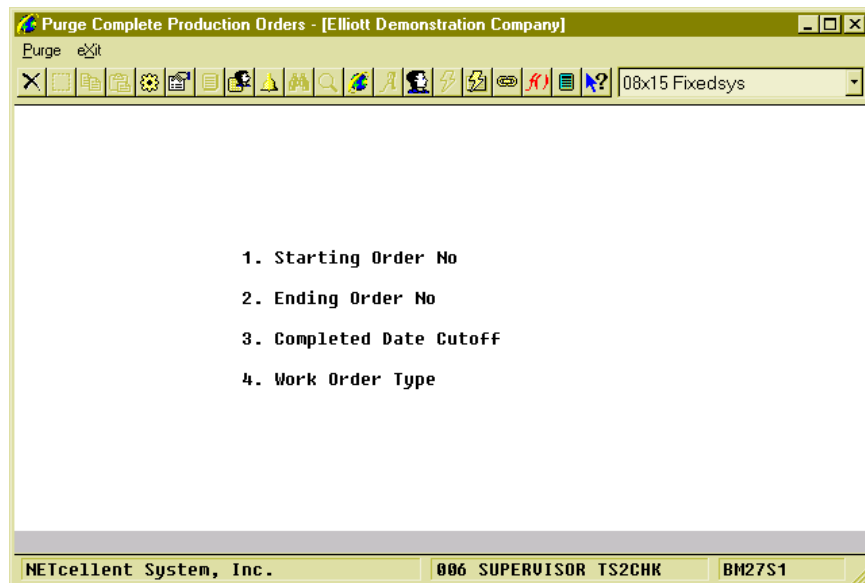 Purge Complete Production Orders - [Elliott Demonstration Company]
Purge eXit
08x15 Fixedsys
1. Starting Order No
2. Ending Order No
3. Completed Date Cutoff
4. Work Order Type
NETcellent System, Inc. 006 SUPERVISOR TS2CHK BM27S1